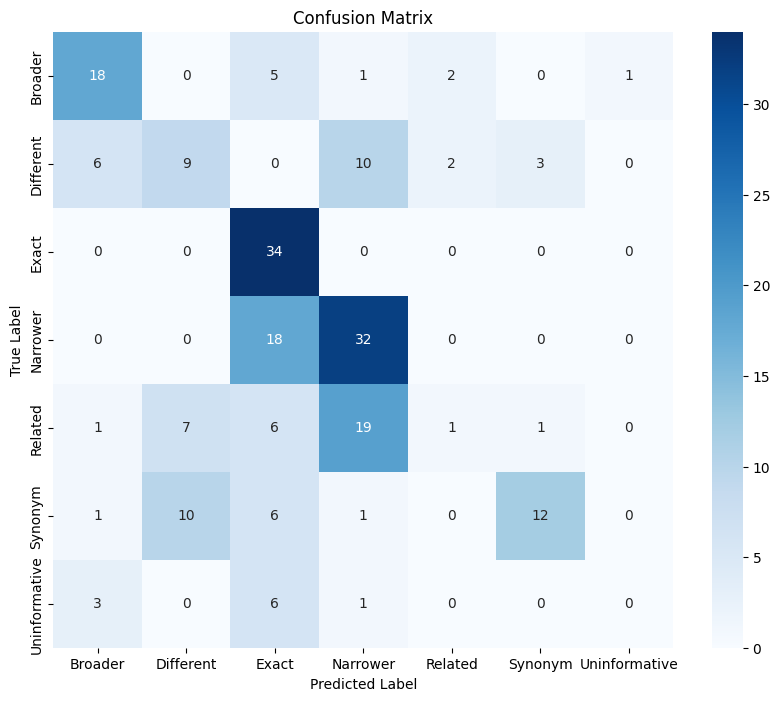 Confusion Matrix
True Label
Broader 18 0 5 1 2 0 1
Different 6 9 0 10 2 3 0
Exact 0 0 34 0 0 0 0
Narrower 0 0 18 32 0 0 0
Related 1 7 6 19 1 1 0
Synonym 1 10 6 1 0 12 0
Uninformative 3 0 6 1 0 0 0
Broader Different Exact Narrower Related Synonym Uninformative
Predicted Label
30
25
20
15
10
5
0